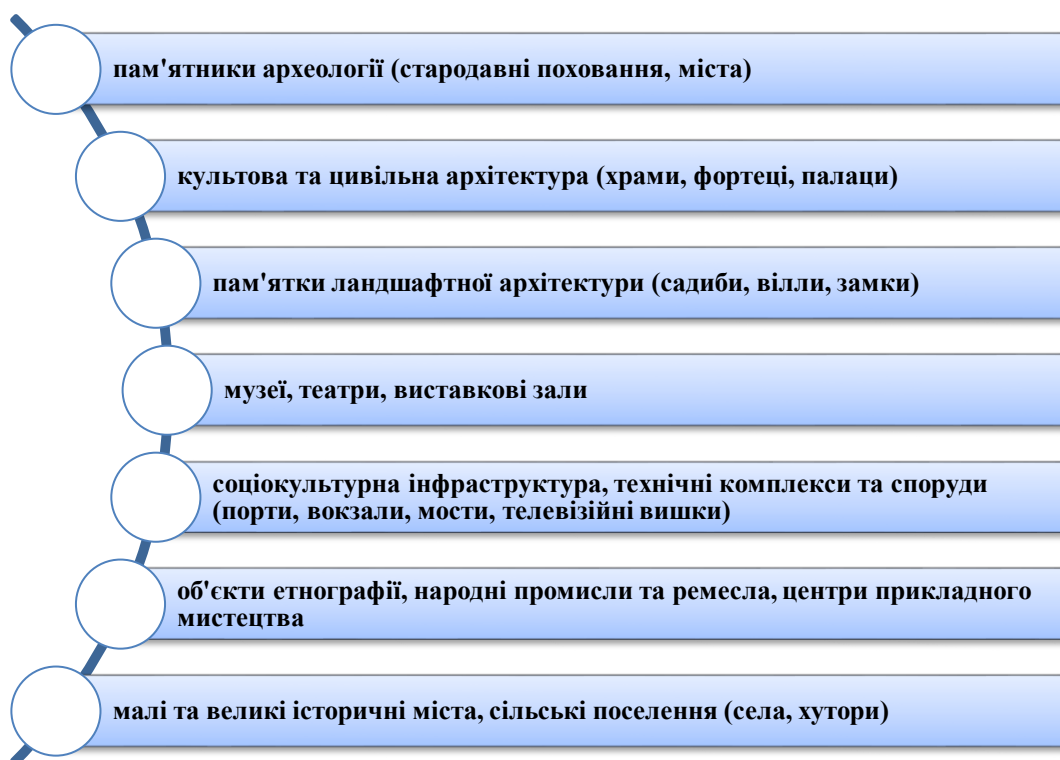 пам'ятники археології (стародавні поховання, міста)
культова та цивільна архітектура (храми, фортеці, палаци)
пам'ятки ландшафтної архітектури (садиби, вілли, замки)
музеї, театри, виставкові зали
соціокультурна інфраструктура, технічні комплекси та споруди
(порти, вокзали, мости, телевізійні вишки)
об'єкти етнографії, народні промисли та ремесла, центри прикладного
мистецтва
малі та великі історичні міста, сільські поселення (села, хутори)